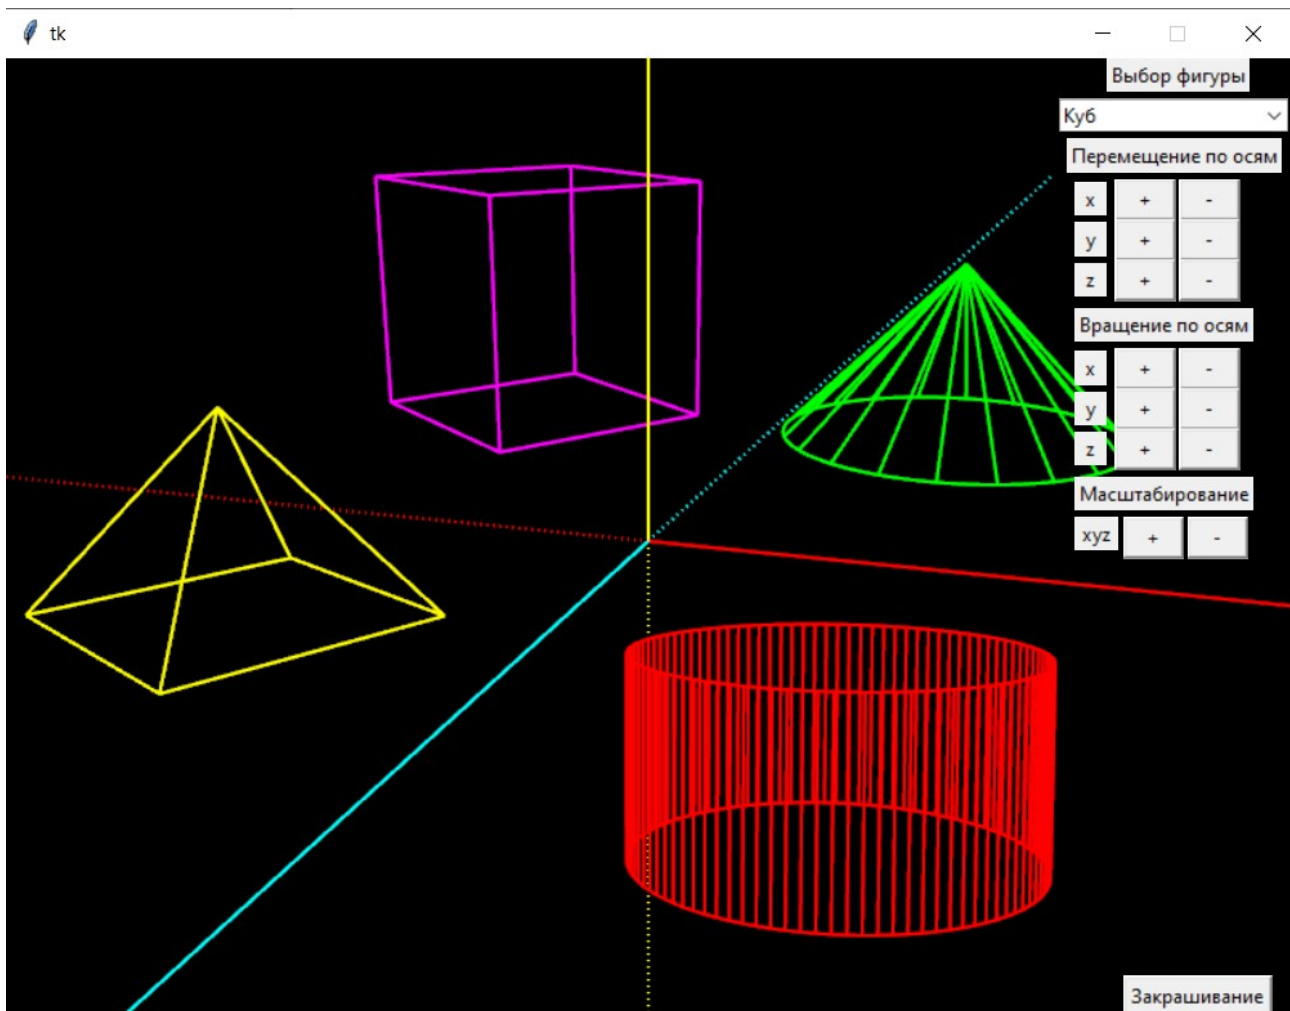 tk
Выбор фигуры
Куб
Перемещение по осям
x + -
y + -
z + -
Вращение по осям
x + -
y + -
z + -
Масштабирование
xyz + -
Закрашивание